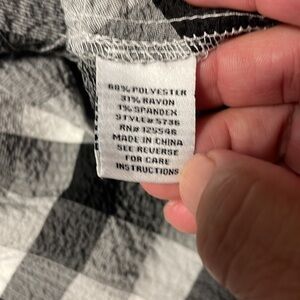 68% POLYESTER
31% RAYON
1% SPANDEX
STYLE# 5736
RN# 125546
MADE IN CHINA
SEE REVERSE
FOR CARE
INSTRUCTIONS